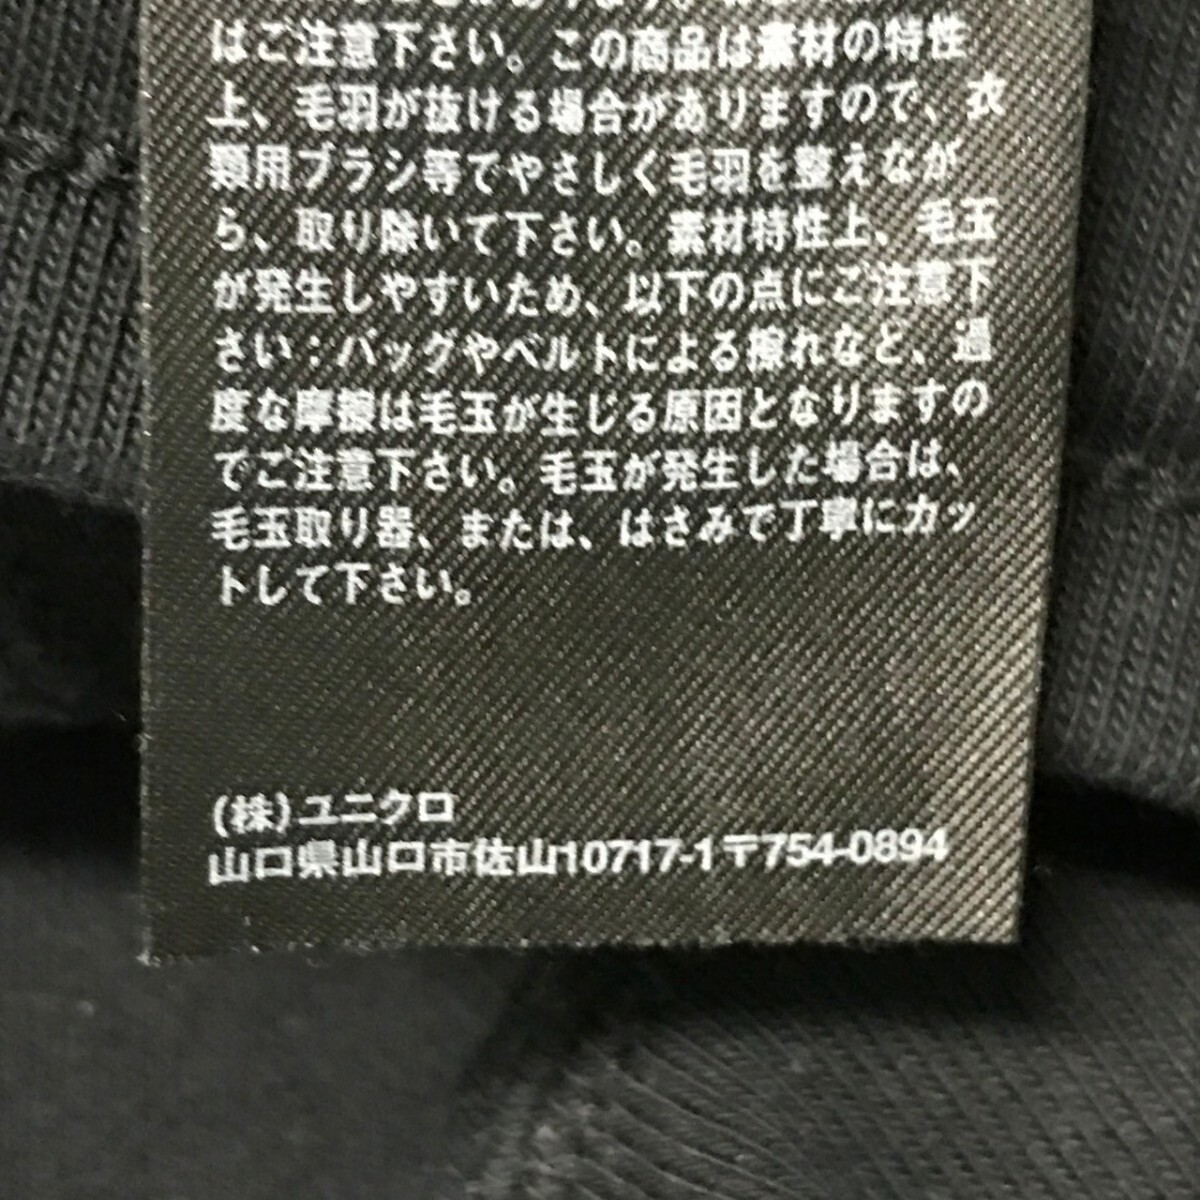 はご注意下さい。この商品は素材の特性
上、毛羽が抜ける場合がありますので、衣
類用ブラシ等でやさしく毛羽を整えなが
ら、取り除いて下さい。素材特性上、毛玉
が発生しやすいため、以下の点にご注意下
さい：バッグやベルトによる擦れなど、過
度な摩擦は毛玉が生じる原因となりますの
でご注意下さい。毛玉が発生した場合は、
毛玉取り器、または、はさみで丁寧にカッ
トして下さい。
(株)ユニクロ
山口県山口市佐山10717-1〒754-0894